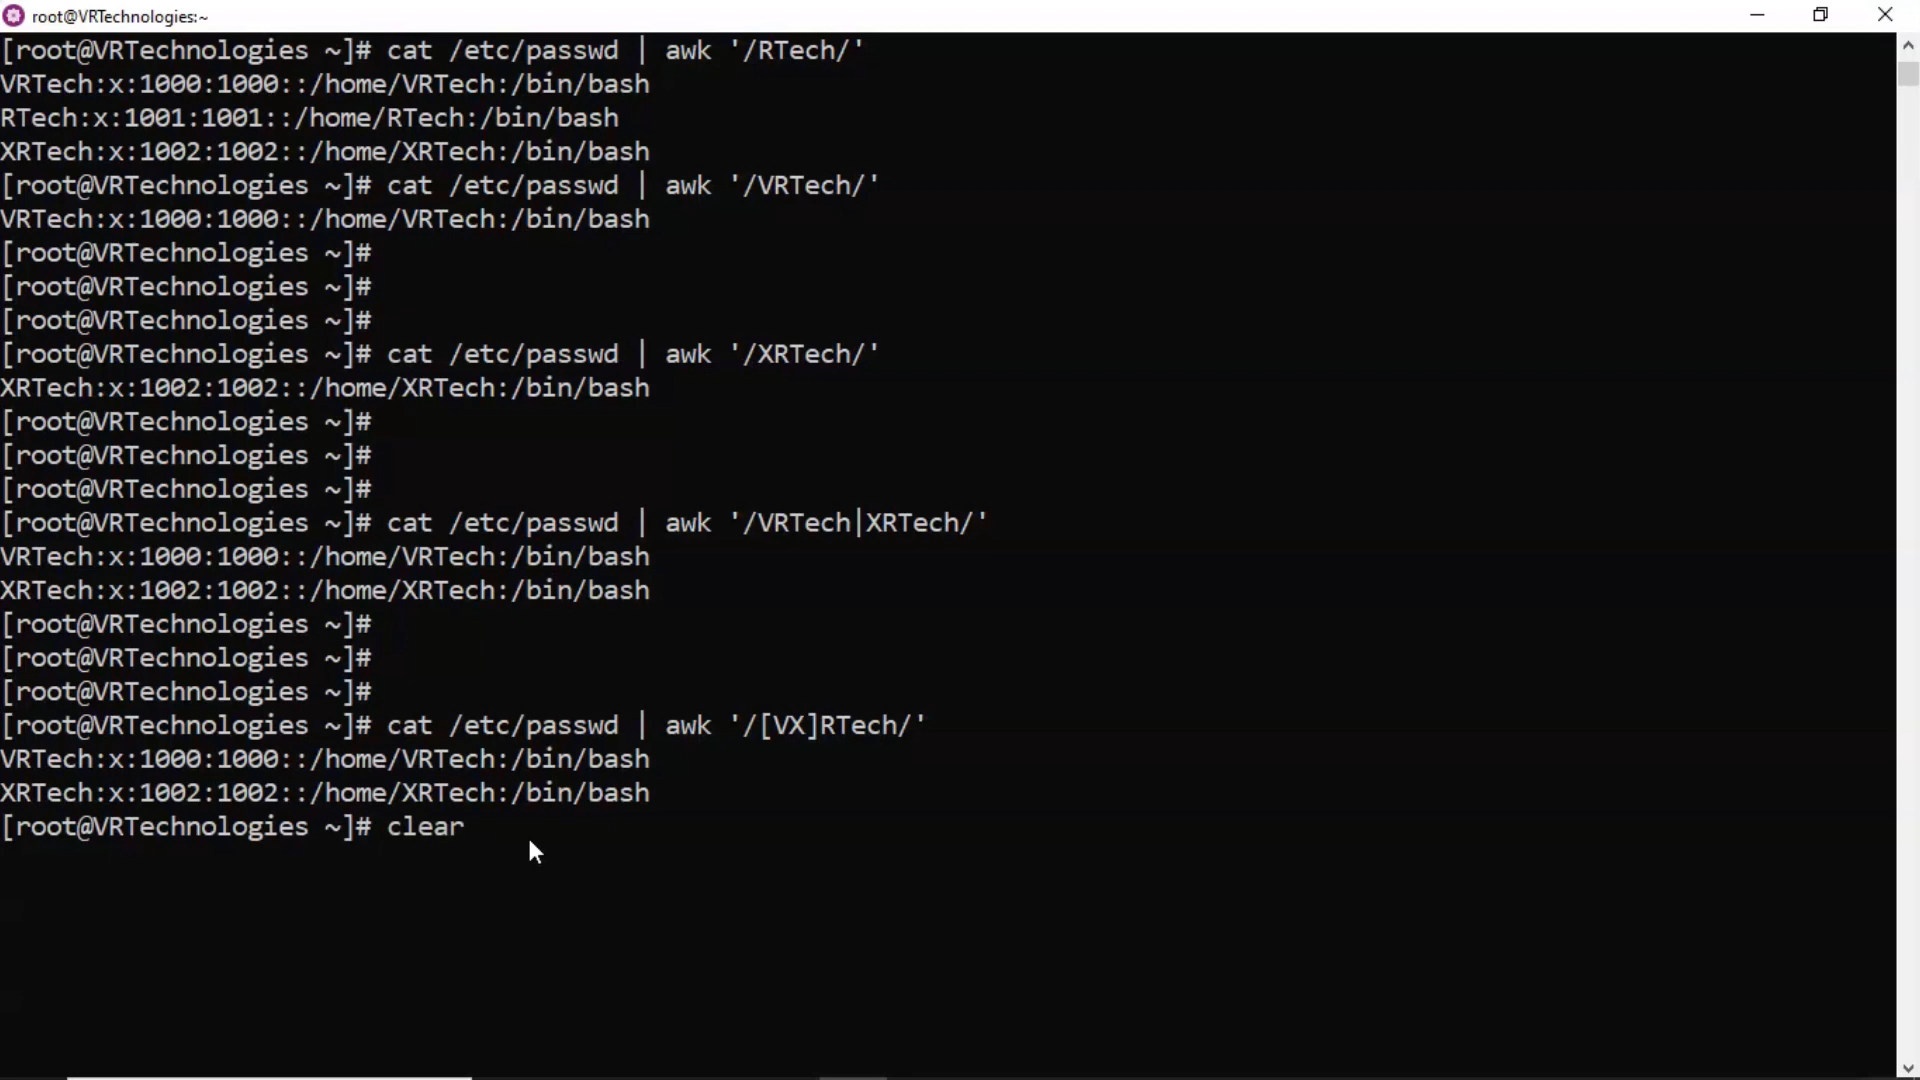 root@VRTechnologies:~
[root@VRTechnologies ~]# cat /etc/passwd | awk '/RTech/'
VRTech:x:1000:1000::/home/VRTech:/bin/bash
RTech:x:1001:1001::/home/RTech:/bin/bash
XRTech:x:1002:1002::/home/XRTech:/bin/bash
[root@VRTechnologies ~]# cat /etc/passwd | awk '/VRTech/'
VRTech:x:1000:1000::/home/VRTech:/bin/bash
[root@VRTechnologies ~]#
[root@VRTechnologies ~]#
[root@VRTechnologies ~]#
[root@VRTechnologies ~]# cat /etc/passwd | awk '/XRTech/'
XRTech:x:1002:1002::/home/XRTech:/bin/bash
[root@VRTechnologies ~]#
[root@VRTechnologies ~]#
[root@VRTechnologies ~]#
[root@VRTechnologies ~]# cat /etc/passwd | awk '/VRTech|XRTech/'
VRTech:x:1000:1000::/home/VRTech:/bin/bash
XRTech:x:1002:1002::/home/XRTech:/bin/bash
[root@VRTechnologies ~]#
[root@VRTechnologies ~]#
[root@VRTechnologies ~]#
[root@VRTechnologies ~]# cat /etc/passwd | awk '/[VX]RTech/'
VRTech:x:1000:1000::/home/VRTech:/bin/bash
XRTech:x:1002:1002::/home/XRTech:/bin/bash
[root@VRTechnologies ~]# clear